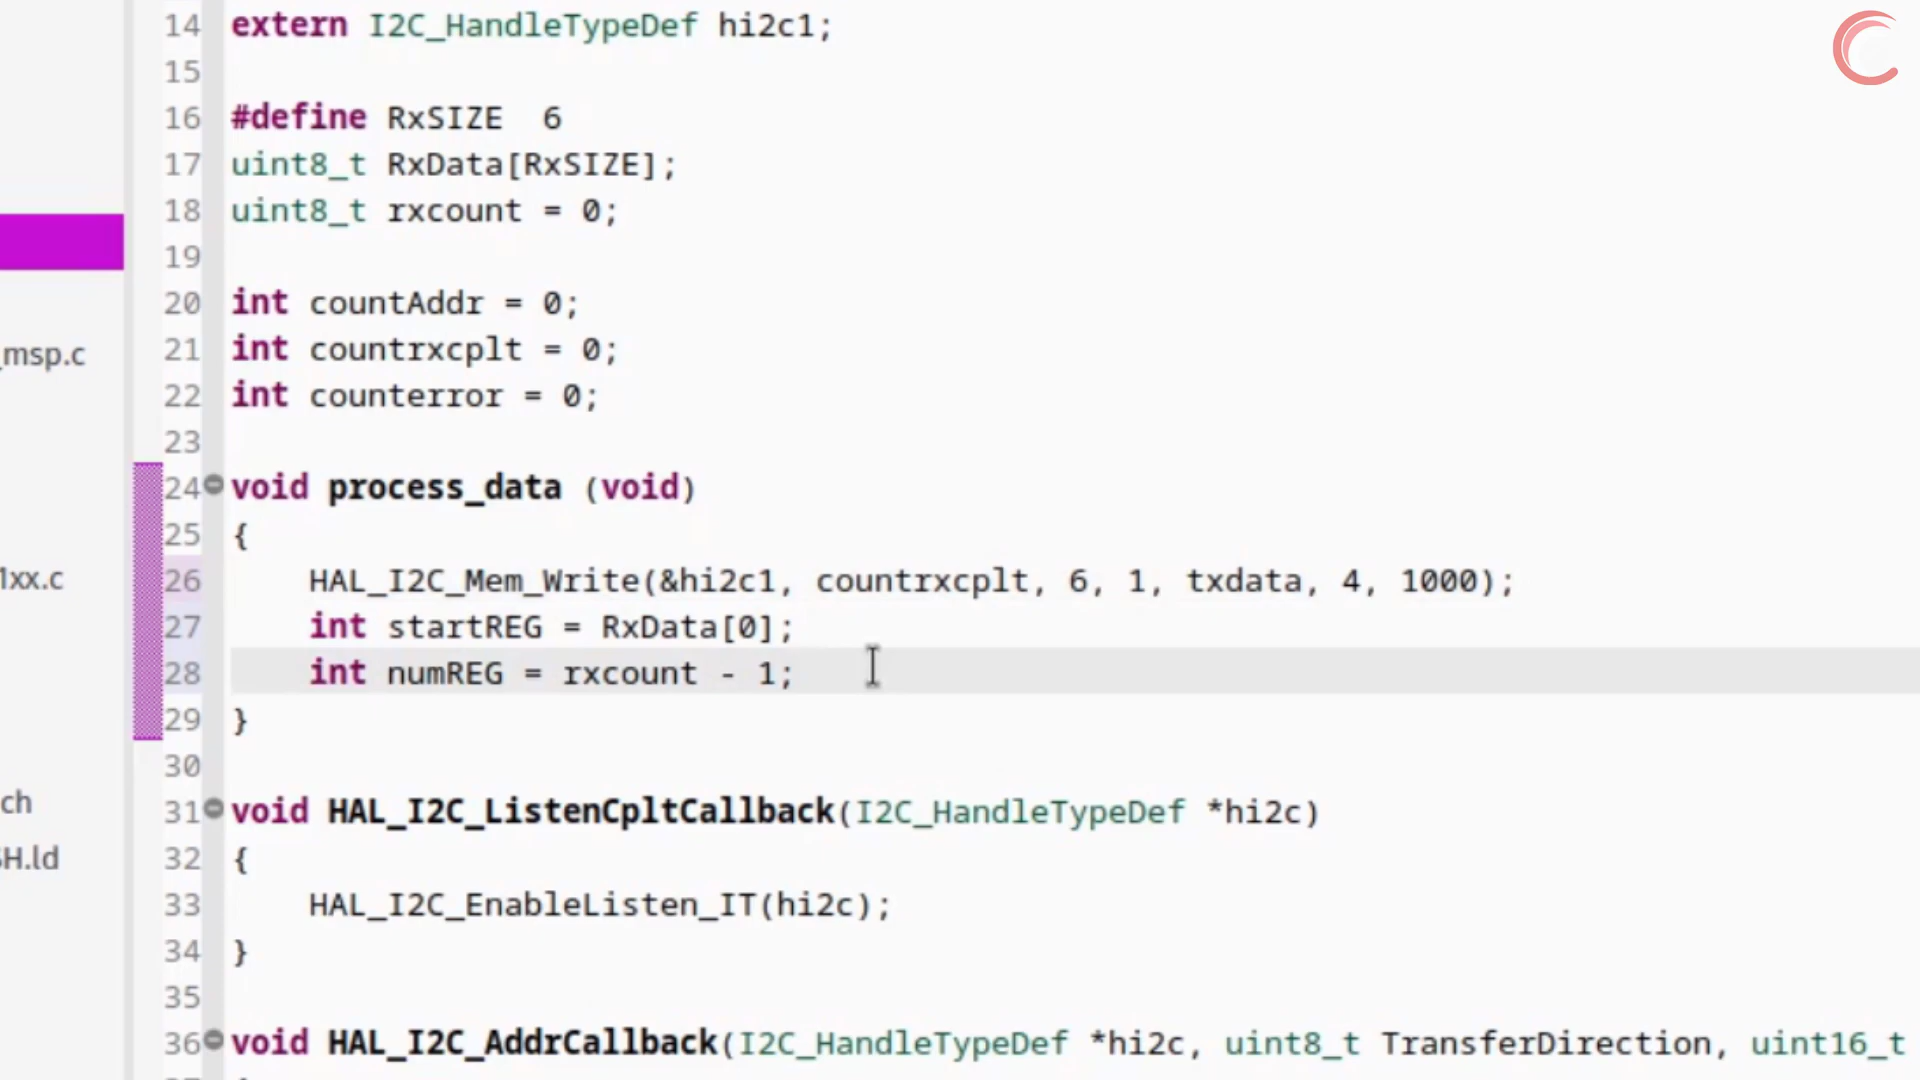 14 extern I2C_HandleTypeDef hi2c1;
15
16 #define RxSIZE  6
17 uint8_t RxData[RxSIZE];
18 uint8_t rxcount = 0;
19
20 int countAddr = 0;
21 int countrxcplt = 0;
_msp.c
22 int counterror = 0;
23
24 void process_data (void)
25 {
26     HAL_I2C_Mem_Write(&hi2c1, countrxcplt, 6, 1, txdata, 4, 1000);
1xx.c
27     int startREG = RxData[0];
28     int numREG = rxcount - 1;
29 }
30
31 void HAL_I2C_ListenCpltCallback(I2C_HandleTypeDef *hi2c)
ch
32 {
SH.ld
33     HAL_I2C_EnableListen_IT(hi2c);
34 }
35
36 void HAL_I2C_AddrCallback(I2C_HandleTypeDef *hi2c, uint8_t TransferDirection, uint16_t